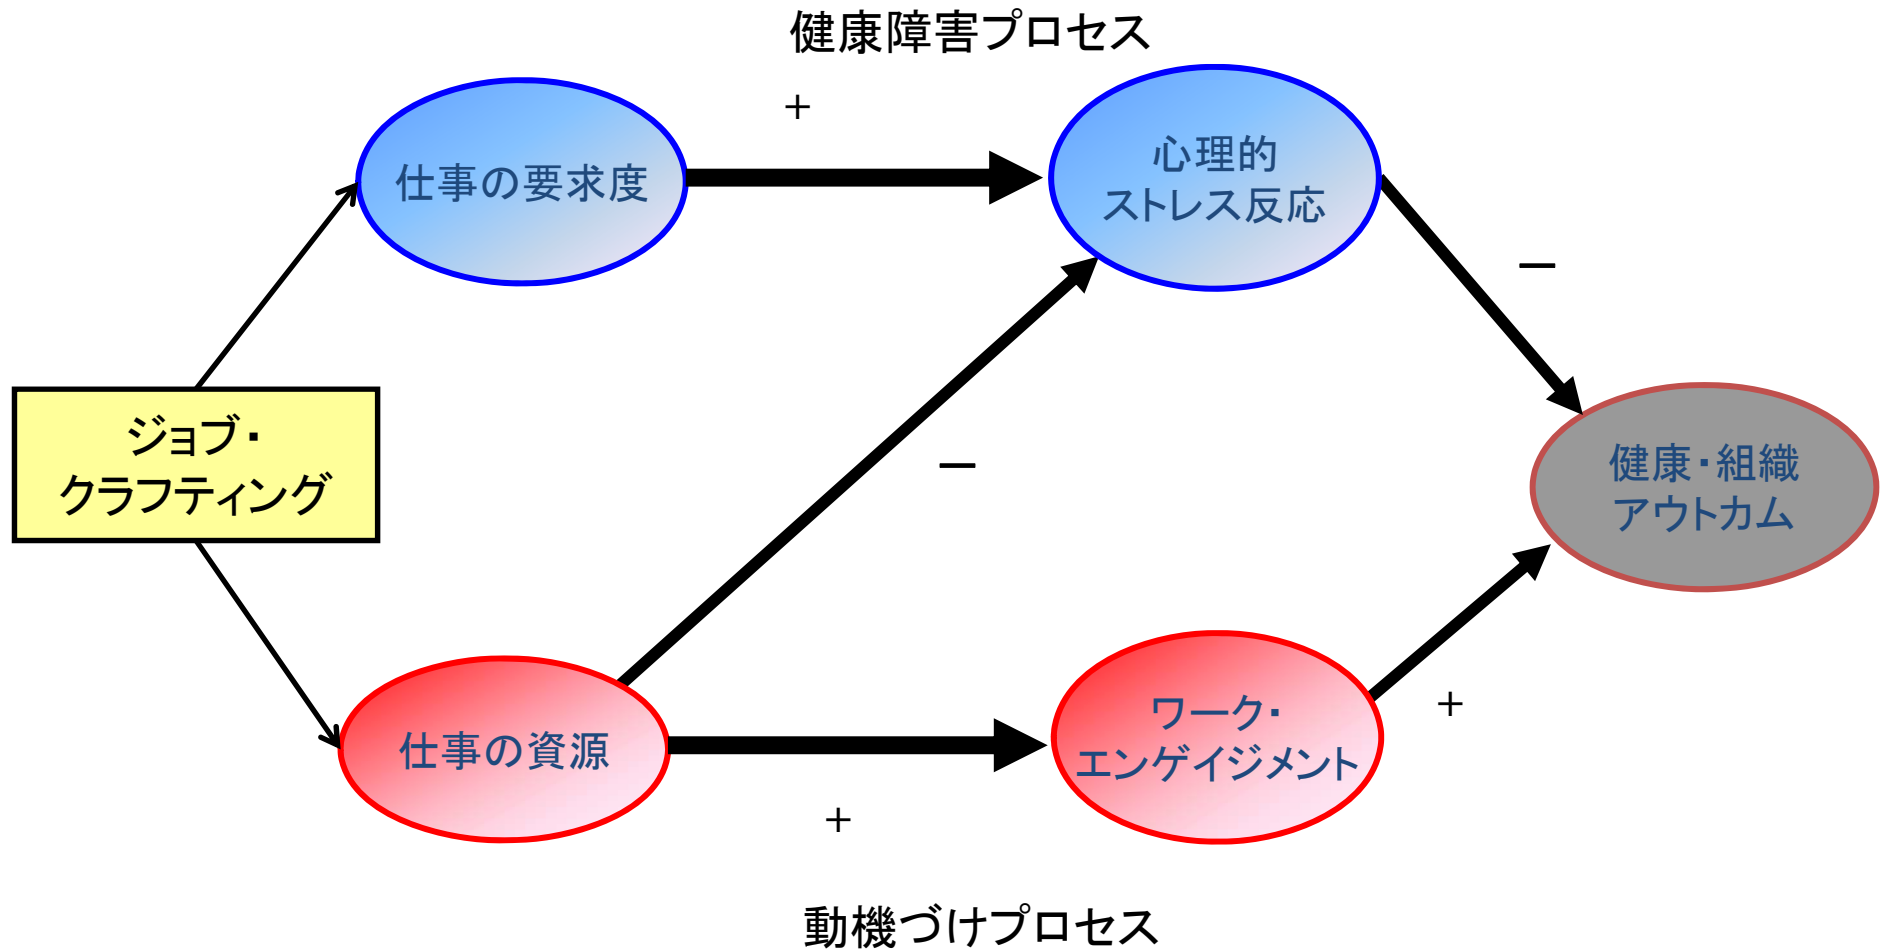 健康障害プロセス
+
仕事の要求度
心理的
ストレス反応
−
ジョブ・
クラフティング
−
健康・組織
アウトカム
仕事の資源
ワーク・
エンゲイジメント
+
+
動機づけプロセス